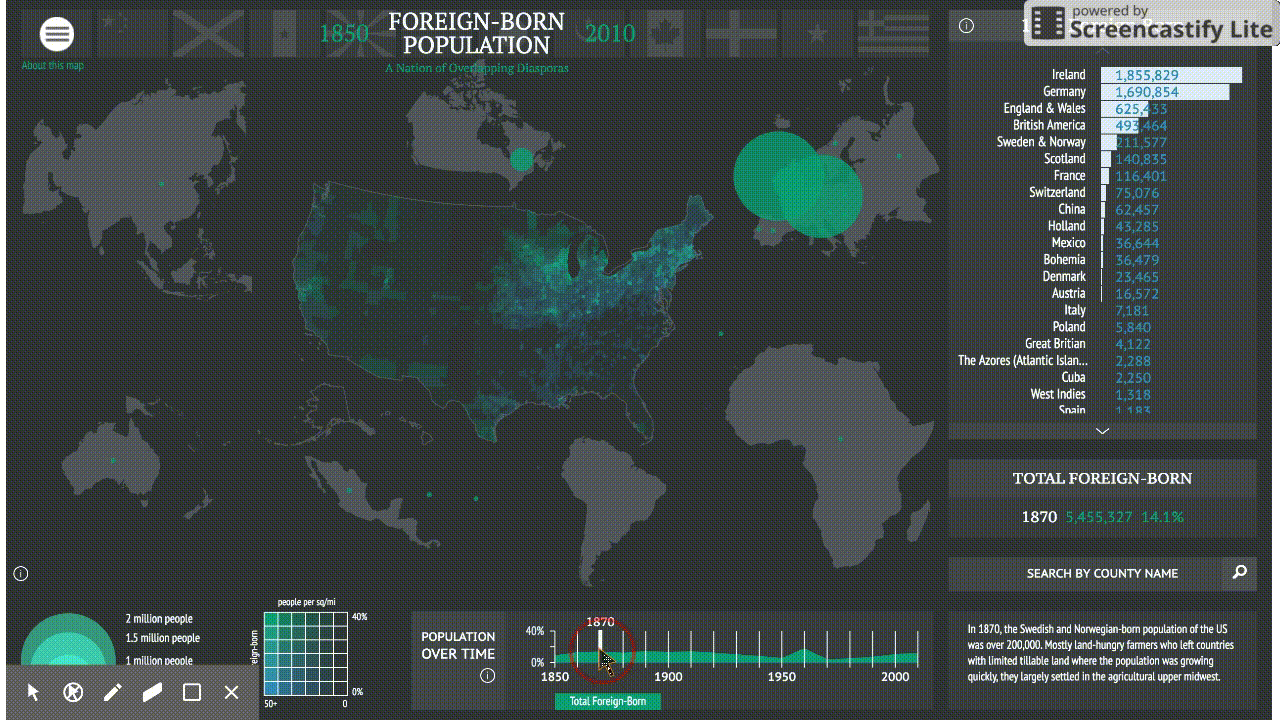 1850
FOREIGN-BORN
POPULATION
2010
A Nation of Overlapping Diasporas
About this map
powered by
Screencastify Lite
Ireland 1,855,829
Germany 1,690,854
England & Wales 625,433
British America 493,464
Sweden & Norway 211,577
Scotland 140,835
France 116,401
Switzerland 75,076
China 62,457
Holland 43,285
Mexico 36,644
Bohemia 36,479
Denmark 23,465
Austria 16,572
Italy 7,181
Poland 5,840
Great Britian 4,122
The Azores (Atlantic Islan... 2,288
Cuba 2,250
West Indies 1,318
Spain 1,183
TOTAL FOREIGN-BORN
1870 5,455,327 14.1%
SEARCH BY COUNTY NAME
In 1870, the Swedish and Norwegian-born population of the US
was over 200,000. Mostly land-hungry farmers who left countries
with limited tillable land where the population was growing
quickly, they largely settled in the agricultural upper midwest.
2 million people
1.5 million people
1 million people
people per sq/mi
40%
0%
50+ 0
POPULATION
OVER TIME
1870
40%
0%
1850 1900 1950 2000
Total Foreign-Born